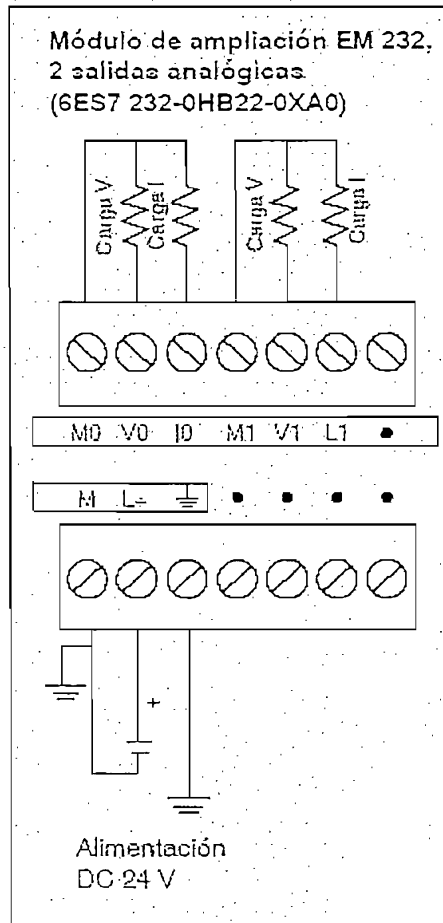 Módulo de ampliación EM 232,
2 salidas analógicas
(6ES7 232-0HB22-0XA0)
Carga V
Carga I
Carga V
Carga I
M0 V0 I0 M1 V1 L1 •
M L+ • • • •
+
Alimentación
DC 24 V